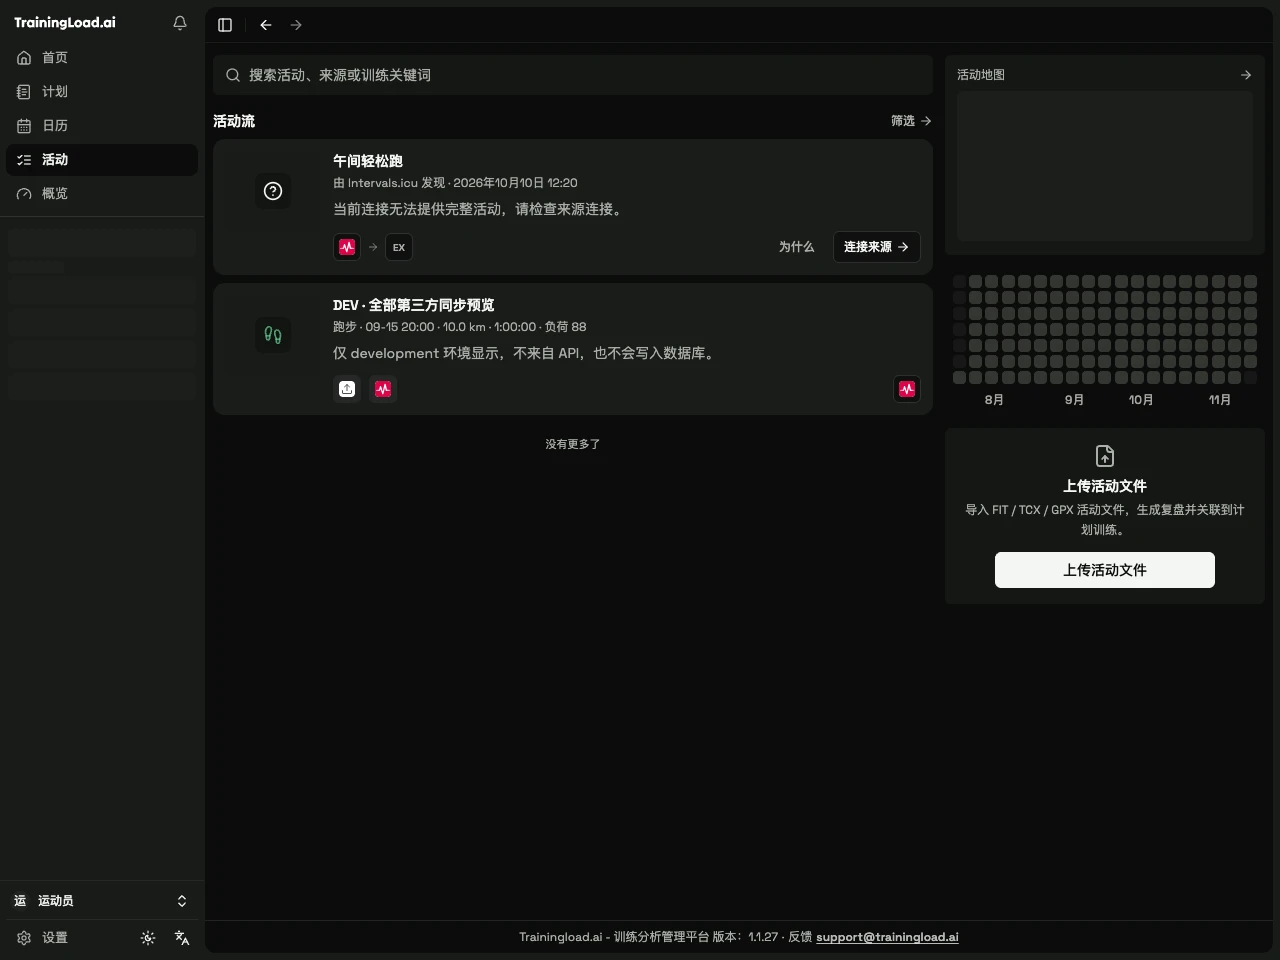 TrainingLoad.ai
首页
计划
日历
活动
概览
运 运动员
设置
搜索活动、来源或训练关键词
活动流
筛选
午间轻松跑
由 Intervals.icu 发现 · 2026年10月10日 12:20
当前连接无法提供完整活动，请检查来源连接。
EX
为什么
连接来源
DEV · 全部第三方同步预览
跑步 · 09-15 20:00 · 10.0 km · 1:00:00 · 负荷 88
仅 development 环境显示，不来自 API，也不会写入数据库。
没有更多了
活动地图
8月 9月 10月 11月
上传活动文件
导入 FIT / TCX / GPX 活动文件，生成复盘并关联到计
划训练。
上传活动文件
Trainingload.ai - 训练分析管理平台 版本：1.1.27 · 反馈 support@trainingload.ai